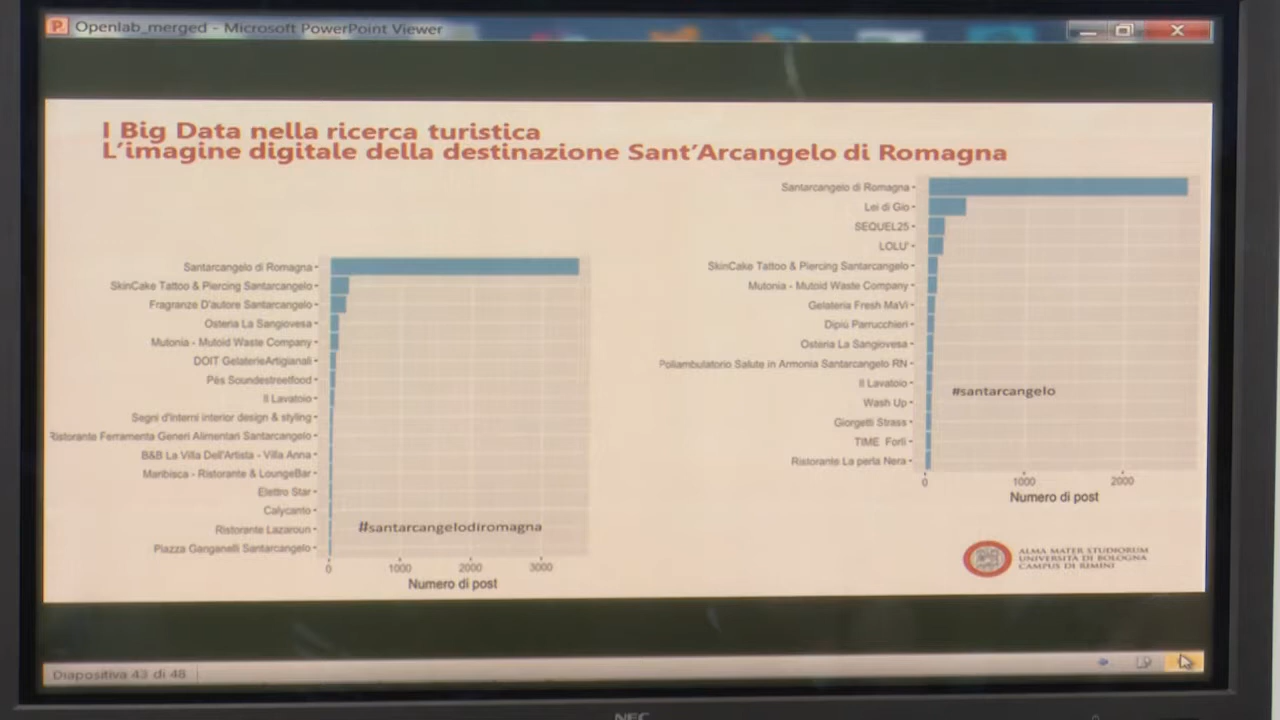 Openlab_merged - Microsoft PowerPoint Viewer
I Big Data nella ricerca turistica
L'imagine digitale della destinazione Sant'Arcangelo di Romagna
Santarcangelo di Romagna
SkinCake Tattoo & Piercing Santarcangelo
Fragranze D'autore Santarcangelo
Osteria La Sangiovesa
Mutonia - Mutoid Waste Company
DOIT GelaterieArtigianali
Pès Soundestreetfood
Il Lavatoio
Segni d'interni interior design & styling
Ristorante Ferramenta Generi Alimentari Santarcangelo
B&B La Villa Dell'Artista - Villa Anna
Maribisca - Ristorante & LoungeBar
Elettro Star
Calycanto
Ristorante Lazaroun
Piazza Ganganelli Santarcangelo
#santarcangelodiromagna
0 1000 2000 3000
Numero di post
Santarcangelo di Romagna
Lei di Gio
SEQUEL25
LOLU'
SkinCake Tattoo & Piercing Santarcangelo
Mutonia - Mutoid Waste Company
Gelateria Fresh MaVi
Dipiù Parrucchieri
Osteria La Sangiovesa
Poliambulatorio Salute in Armonia Santarcangelo RN
Il Lavatoio
Wash Up
Giorgetti Strass
TIME Forlì
Ristorante La perla Nera
#santarcangelo
0 1000 2000
Numero di post
ALMA MATER STUDIORUM
UNIVERSITÀ DI BOLOGNA
CAMPUS DI RIMINI
Diapositiva 43 di 48
NEC